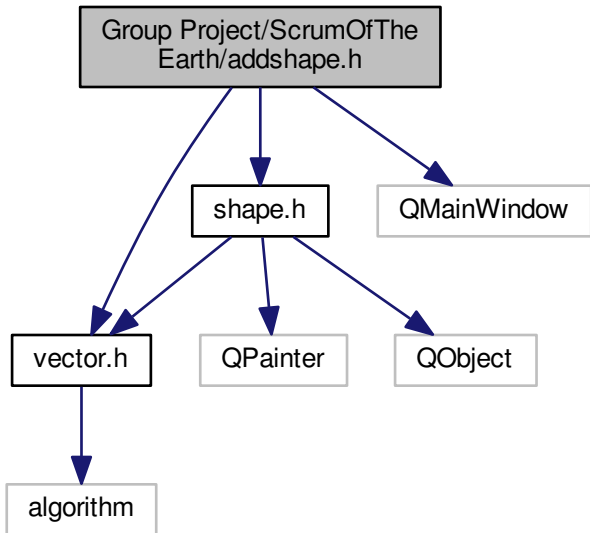 Group Project/ScrumOfThe
Earth/addshape.h
shape.h
QMainWindow
vector.h
QPainter
QObject
algorithm